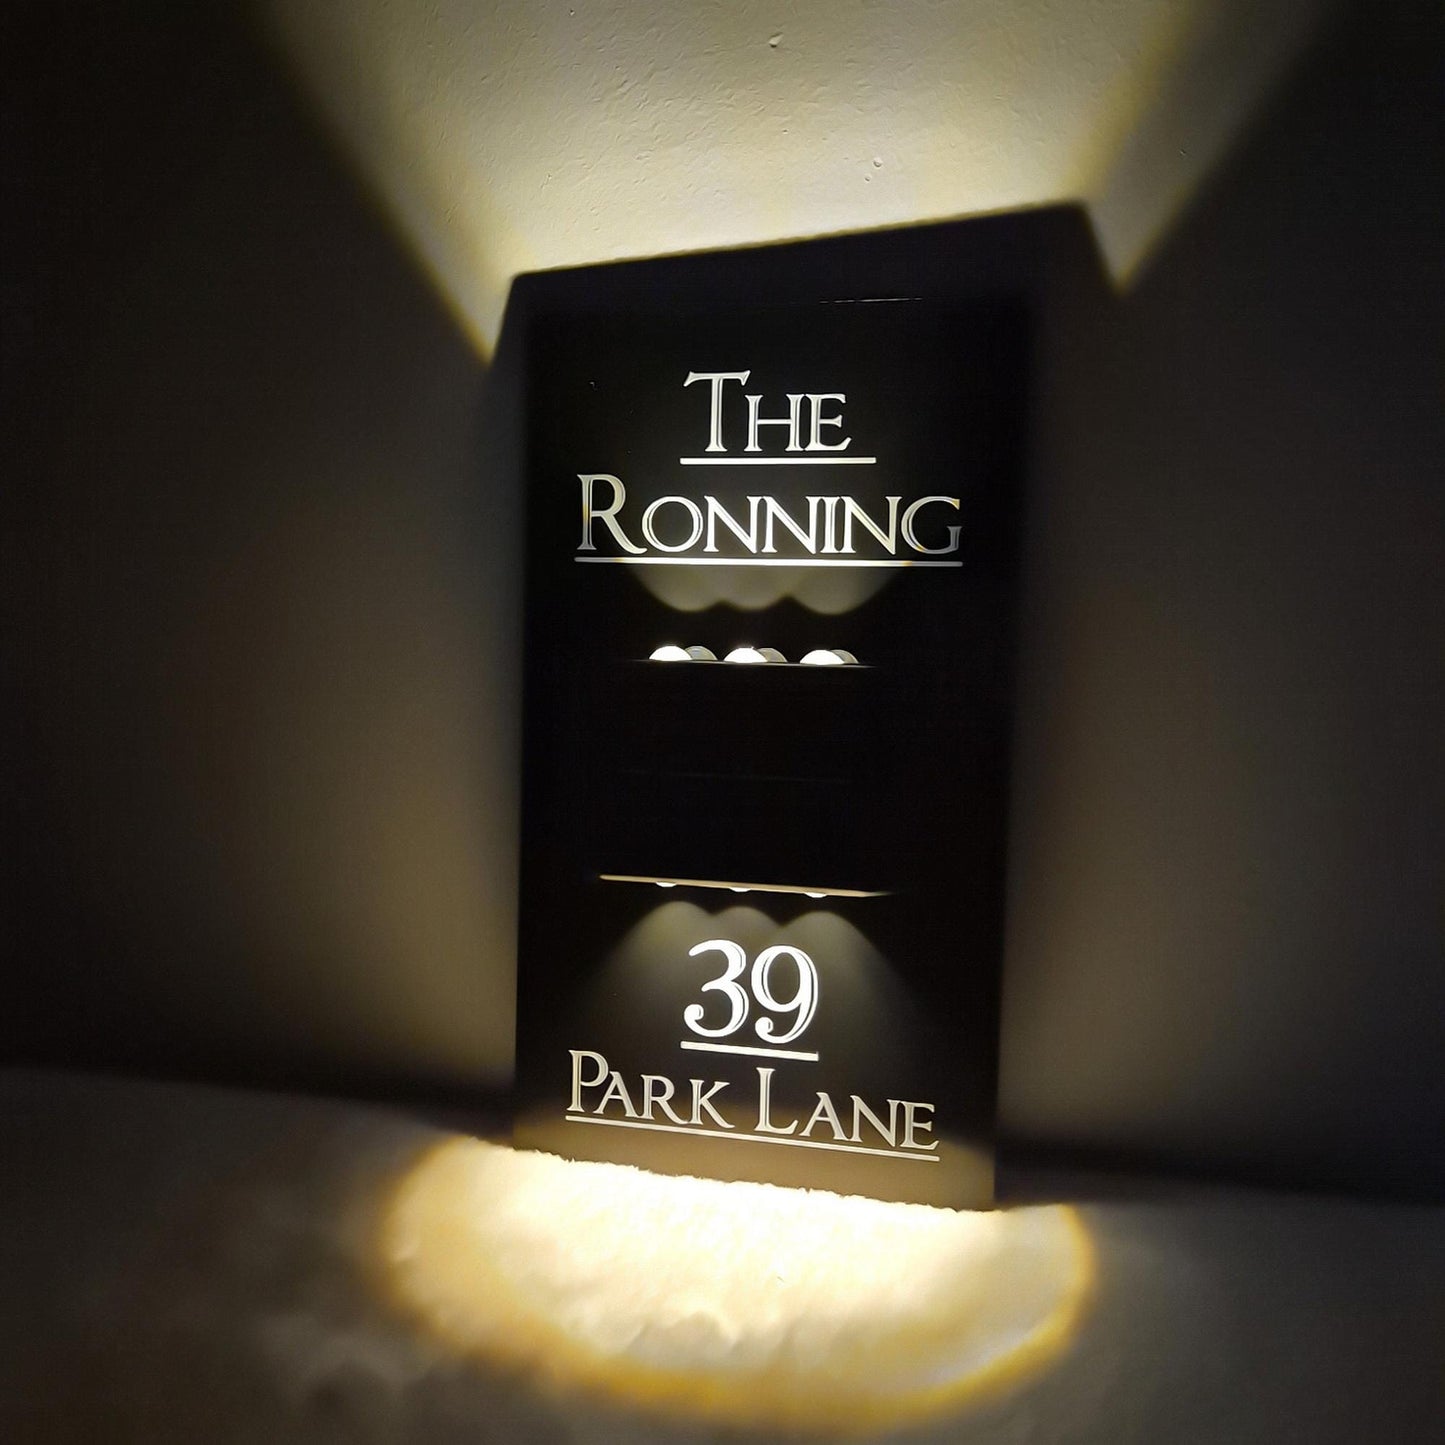 The
Ronning
39
Park Lane